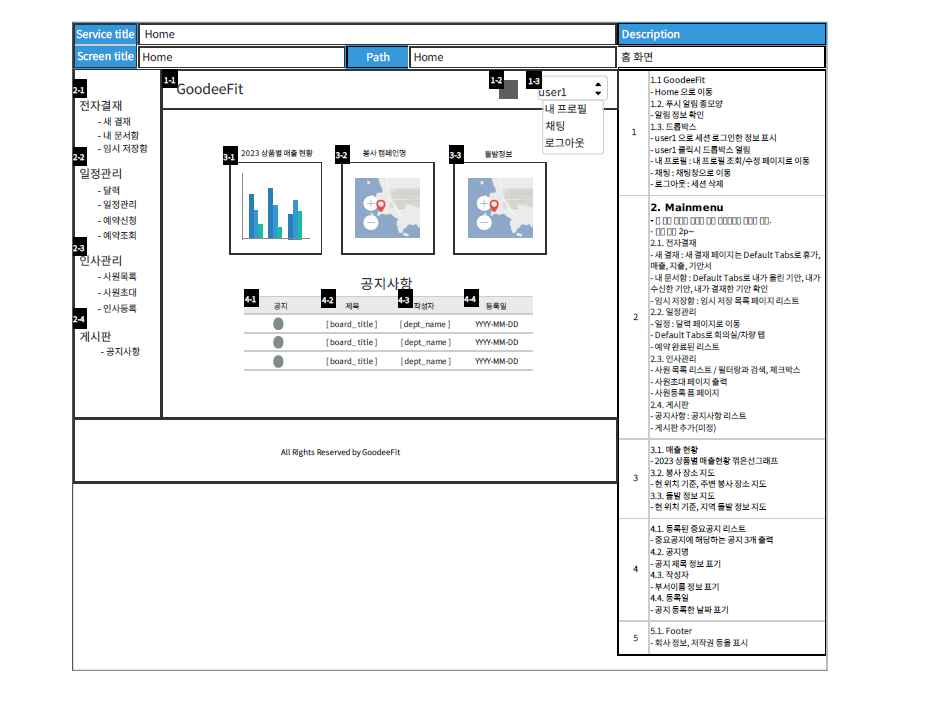 Service title Home Description
Screen title Home Path Home 홈 화면
1-1 GoodeeFit
1-2
1-3 user1
내 프로필
채팅
로그아웃
2-1
전자결재
- 새 결재
- 내 문서함
- 임시 저장함
2-2
일정관리
- 달력
- 일정관리
- 예약신청
- 예약조회
2-3
인사관리
- 사원목록
- 사원초대
- 인사등록
2-4
게시판
- 공지사항
3-1 2023 상품별 매출 현황
3-2 봉사 캠페인명
3-3 돌발정보
공지사항
4-1 공지 4-2 제목 4-3 작성자 4-4 등록일
[board_title] [dept_name] YYYY-MM-DD
[board_title] [dept_name] YYYY-MM-DD
[board_title] [dept_name] YYYY-MM-DD
All Rights Reserved by GoodeeFit
1
1.1 GoodeeFit
- Home 으로 이동
1.2. 푸시 알림 종모양
- 알림 정보 확인
1.3. 드롭박스
- user1 으로 세션 로그인한 정보 표시
- user1 클릭시 드롭박스 열림
- 내 프로필 : 내 프로필 조회/수정 페이지로 이동
- 채팅 : 채팅창으로 이동
- 로그아웃 : 세션 삭제
2
2. Mainmenu
- 2p~
2.1. 전자결재
- 새 결재 : 새 결재 페이지는 Default Tabs로 휴가,
매출, 지출, 기안서
- 내 문서함 : Default Tabs로 내가 올린 기안, 내가
수신한 기안, 내가 결재한 기안 확인
- 임시 저장함 : 임시 저장 목록 페이지 리스트
2.2. 일정관리
- 일정 : 달력 페이지로 이동
- Default Tabs로 회의실/차량 탭
- 예약 완료된 리스트
2.3. 인사관리
- 사원 목록 리스트 / 필터링과 검색, 체크박스
- 사원초대 페이지 출력
- 사원등록 폼 페이지
2.4. 게시판
- 공지사항 : 공지사항 리스트
- 게시판 추가(미정)
3
3.1. 매출 현황
- 2023 상품별 매출현황 꺾은선그래프
3.2. 봉사 장소 지도
- 현 위치 기준, 주변 봉사 장소 지도
3.3. 돌발 정보 지도
- 현 위치 기준, 지역 돌발 정보 지도
4
4.1. 등록된 중요공지 리스트
- 중요공지에 해당하는 공지 3개 출력
4.2. 공지명
- 공지 제목 정보 표기
4.3. 작성자
- 부서이름 정보 표기
4.4. 등록일
- 공지 등록한 날짜 표기
5
5.1. Footer
- 회사 정보, 저작권 등을 표시